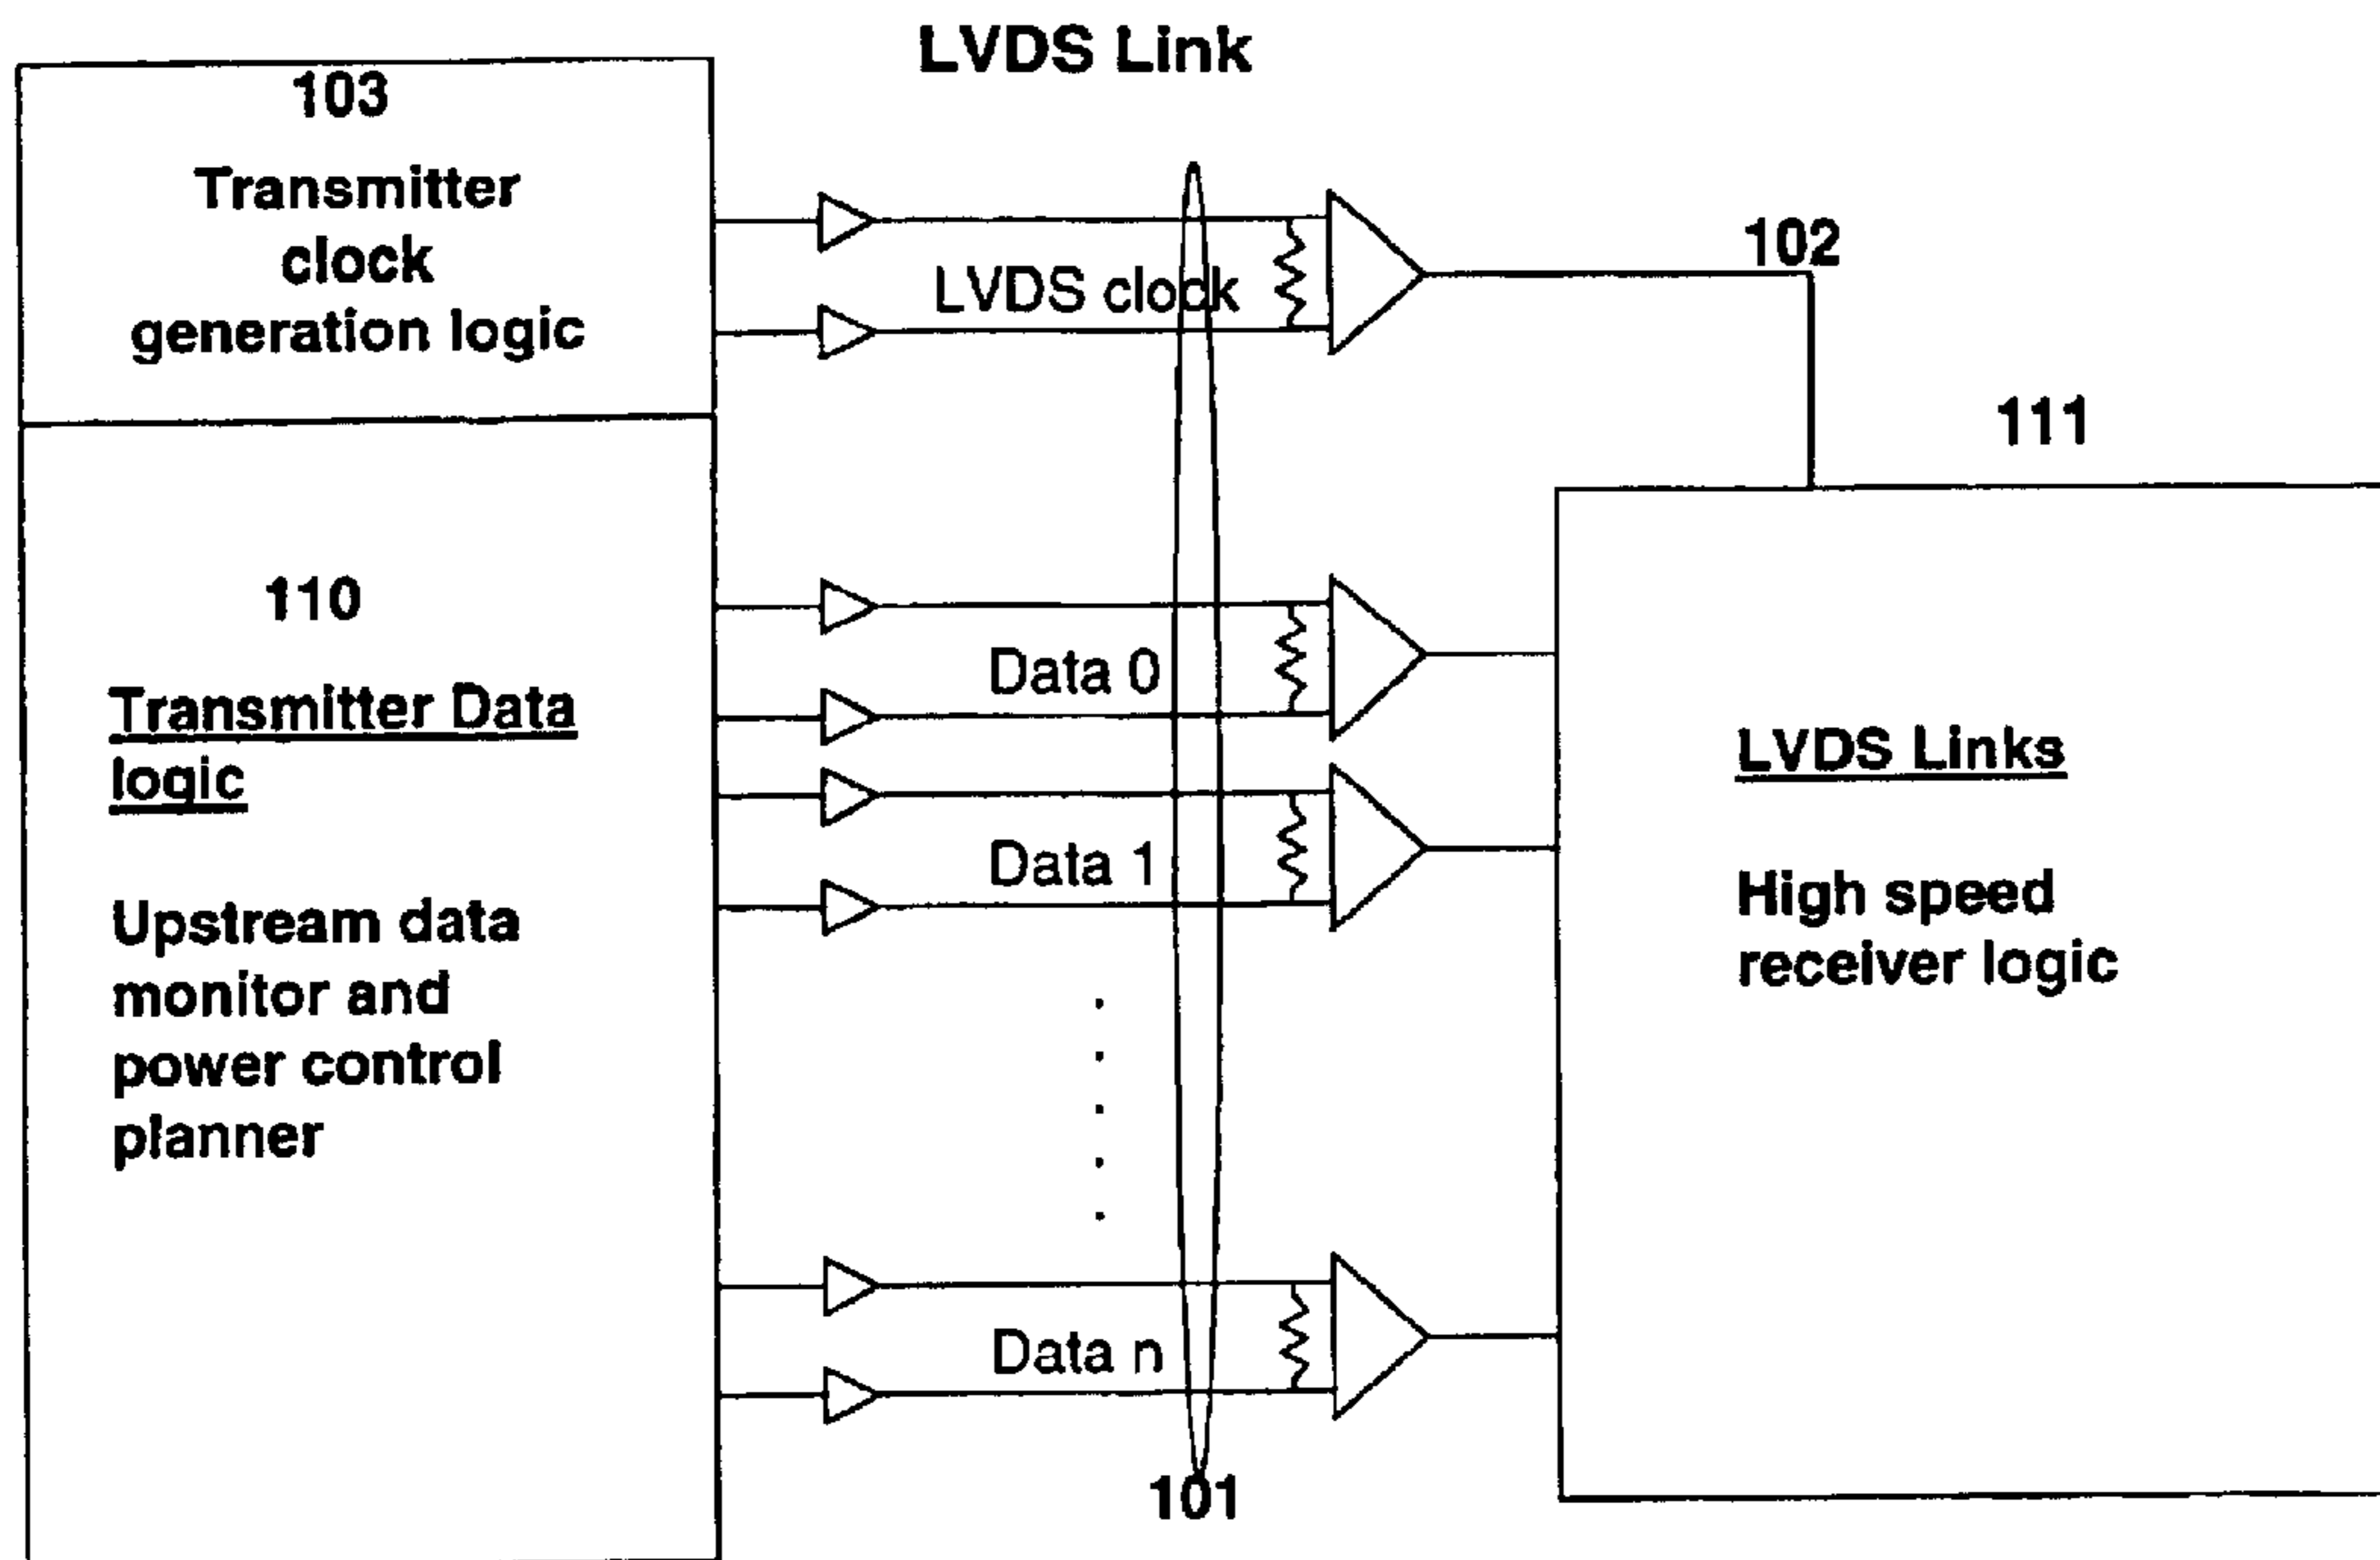 LVDS Link
103
Transmitter
clock
generation logic
LVDS clock
102
111
110
Transmitter Data
logic
Upstream data
monitor and
power control
planner
Data 0
Data 1
Data n
LVDS Links
High speed
receiver logic
101